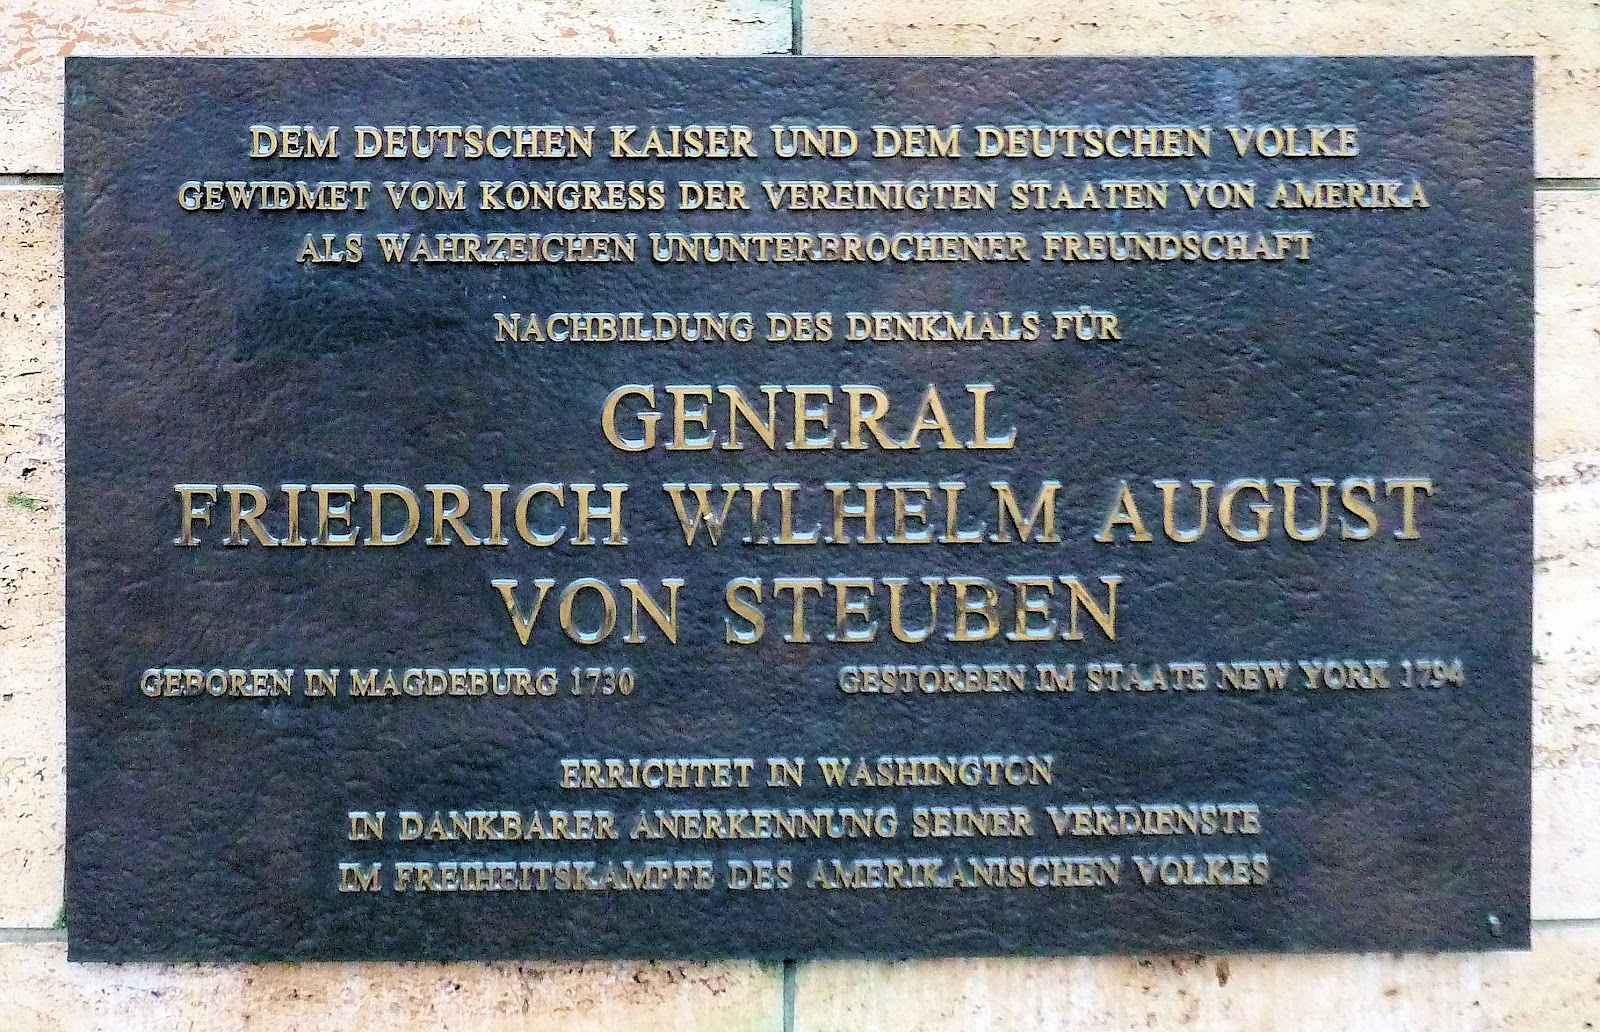 DEM DEUTSCHEN KAISER UND DEM DEUTSCHEN VOLKE
GEWIDMET VOM KONGRESS DER VEREINIGTEN STAATEN VON AMERIKA
ALS WAHRZEICHEN UNUNTERBROCHENER FREUNDSCHAFT
NACHBILDUNG DES DENKMALS FÜR
GENERAL
FRIEDRICH WILHELM AUGUST
VON STEUBEN
GEBOREN IN MAGDEBURG 1730 GESTORBEN IM STAATE NEW YORK 1794
ERRICHTET IN WASHINGTON
IN DANKBARER ANERKENNUNG SEINER VERDIENSTE
IM FREIHEITSKAMPFE DES AMERIKANISCHEN VOLKES